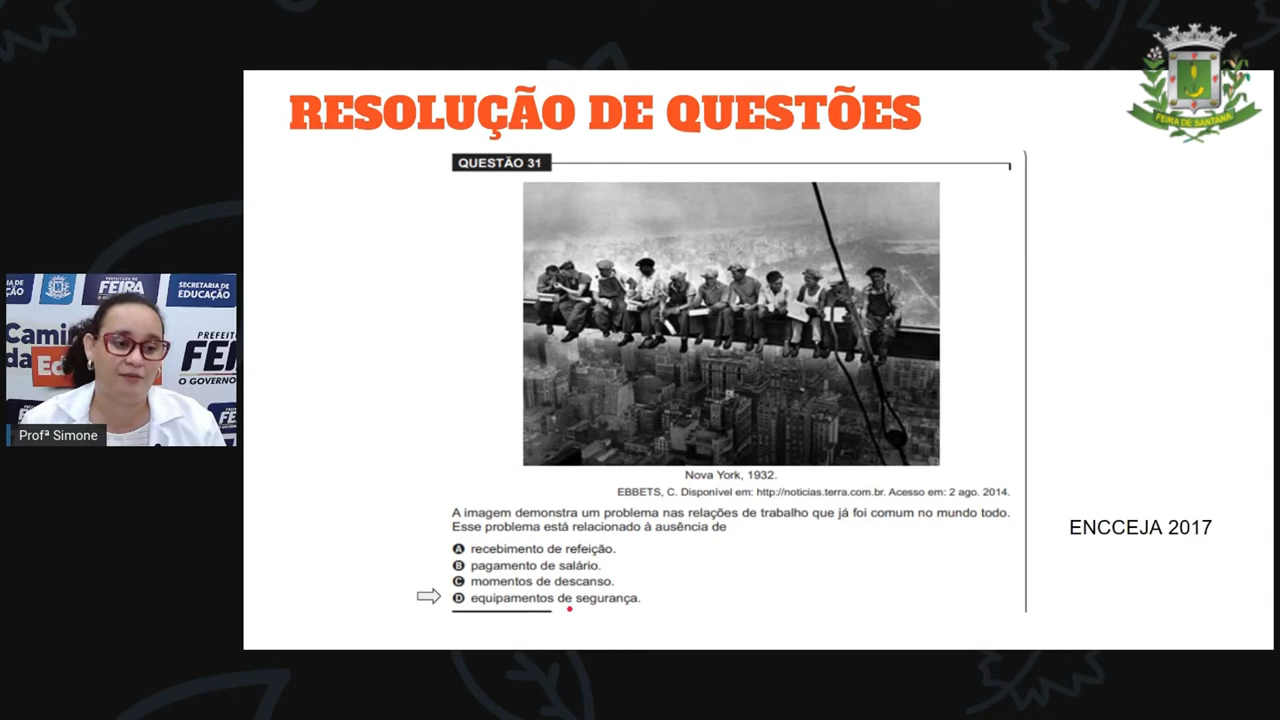 FEIRA DE SANTANA
RESOLUÇÃO DE QUESTÕES
QUESTÃO 31
Nova York, 1932.
EBBETS, C. Disponível em: http://noticias.terra.com.br. Acesso em: 2 ago. 2014.
A imagem demonstra um problema nas relações de trabalho que já foi comum no mundo todo.
Esse problema está relacionado à ausência de
A recebimento de refeição.
B pagamento de salário.
C momentos de descanso.
D equipamentos de segurança.
ENCCEJA 2017
PREFEITURA DE
FEIRA
SECRETARIA DE
EDUCAÇÃO
da
Profª Simone